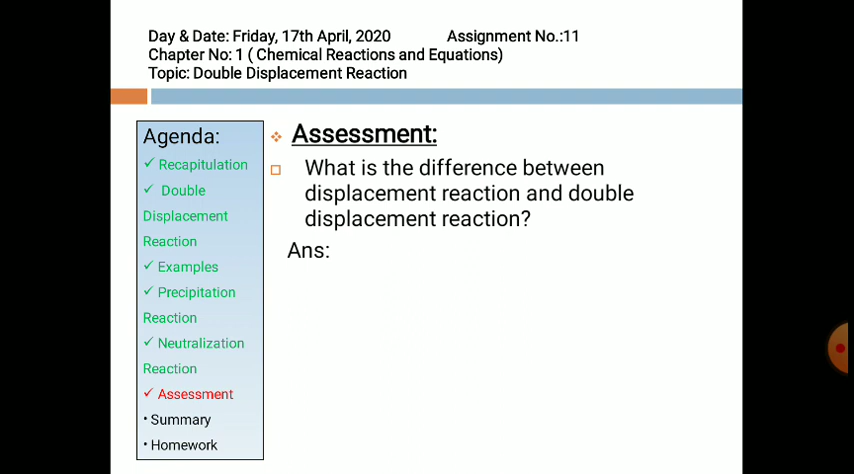 Day & Date: Friday, 17th April, 2020 Assignment No.:11
Chapter No: 1 ( Chemical Reactions and Equations)
Topic: Double Displacement Reaction
Agenda:
✓ Recapitulation
✓ Double
Displacement
Reaction
✓ Examples
✓ Precipitation
Reaction
✓ Neutralization
Reaction
✓ Assessment
• Summary
• Homework
❖ Assessment:
□ What is the difference between
displacement reaction and double
displacement reaction?
Ans: